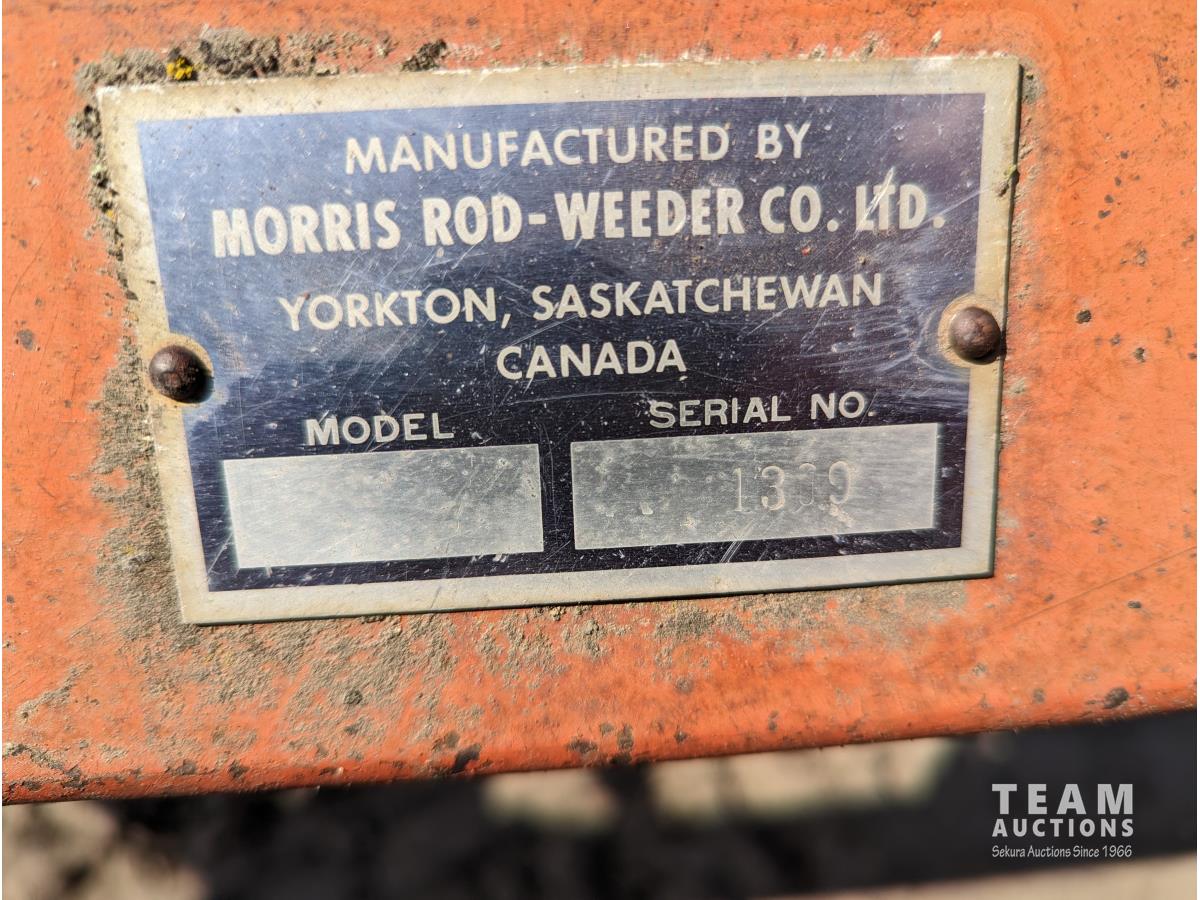 MANUFACTURED BY
MORRIS ROD-WEEDER CO. LTD.
YORKTON, SASKATCHEWAN
CANADA
MODEL SERIAL NO.
1369
TEAM
AUCTIONS
Sekura Auctions Since 1966